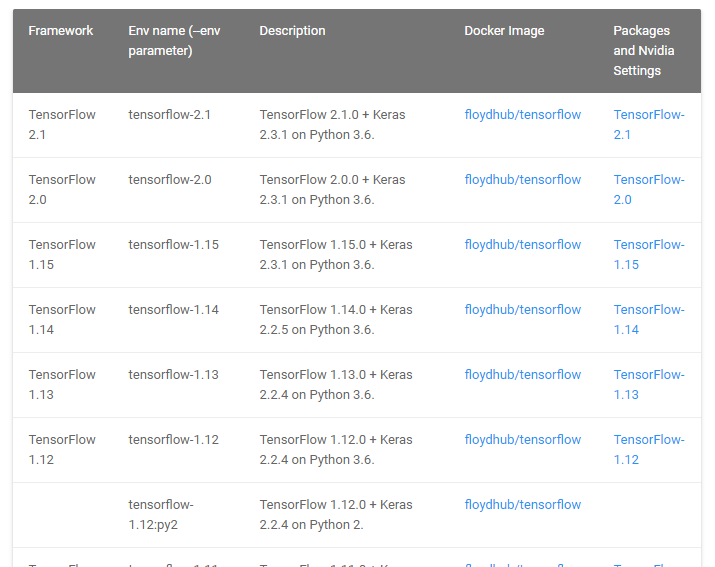 Framework
Env name (--env
parameter)
Description
Docker Image
Packages
and Nvidia
Settings
TensorFlow
2.1
tensorflow-2.1
TensorFlow 2.1.0 + Keras
2.3.1 on Python 3.6.
floydhub/tensorflow
TensorFlow-
2.1
TensorFlow
2.0
tensorflow-2.0
TensorFlow 2.0.0 + Keras
2.3.1 on Python 3.6.
floydhub/tensorflow
TensorFlow-
2.0
TensorFlow
1.15
tensorflow-1.15
TensorFlow 1.15.0 + Keras
2.3.1 on Python 3.6.
floydhub/tensorflow
TensorFlow-
1.15
TensorFlow
1.14
tensorflow-1.14
TensorFlow 1.14.0 + Keras
2.2.5 on Python 3.6.
floydhub/tensorflow
TensorFlow-
1.14
TensorFlow
1.13
tensorflow-1.13
TensorFlow 1.13.0 + Keras
2.2.4 on Python 3.6.
floydhub/tensorflow
TensorFlow-
1.13
TensorFlow
1.12
tensorflow-1.12
TensorFlow 1.12.0 + Keras
2.2.4 on Python 3.6.
floydhub/tensorflow
TensorFlow-
1.12
tensorflow-
1.12:py2
TensorFlow 1.12.0 + Keras
2.2.4 on Python 2.
floydhub/tensorflow